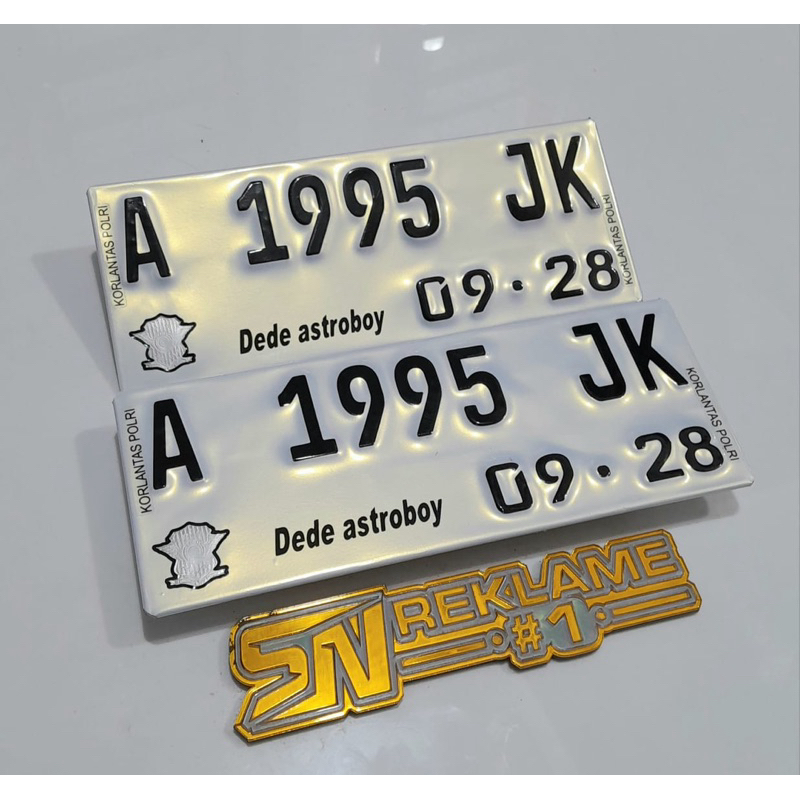 A 1995 JK
KORLANTAS POLRI
KORLANTAS POLRI
09·28
Dede astroboy
A 1995 JK
KORLANTAS POLRI
KORLANTAS POLRI
09·28
Dede astroboy
SN REKLAME
#1